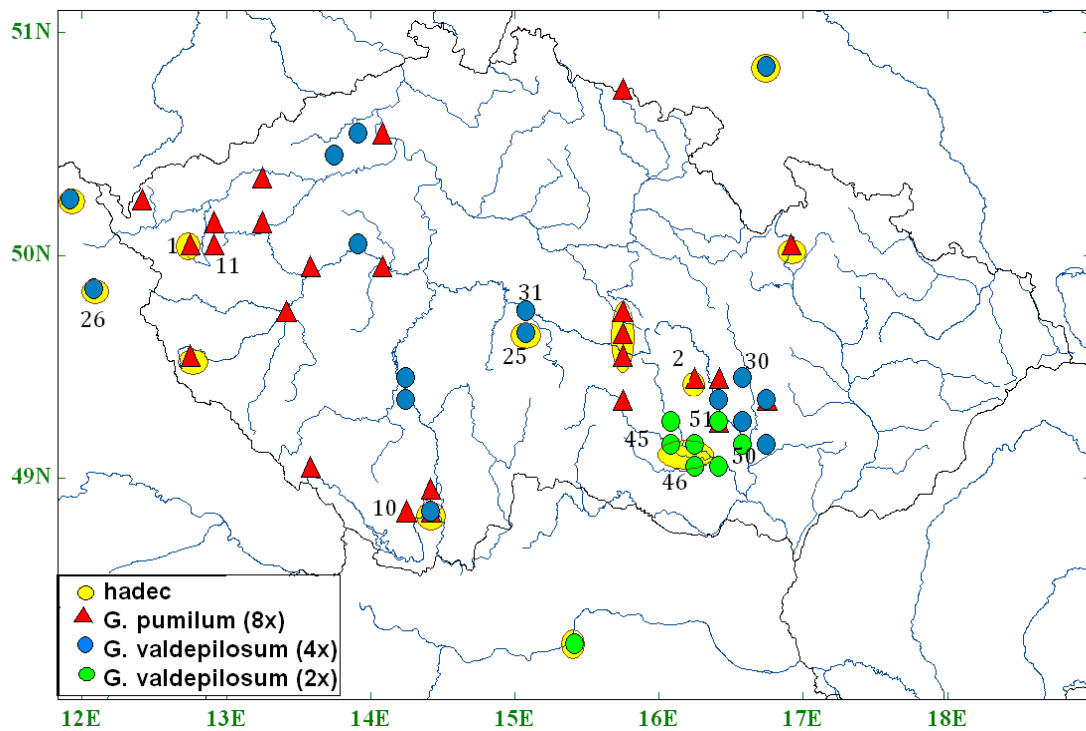 51N
50N
1
11
26
31
25
2
30
45
51
50
46
49N
10
hadec
G. pumilum (8x)
G. valdepilosum (4x)
G. valdepilosum (2x)
12E 13E 14E 15E 16E 17E 18E